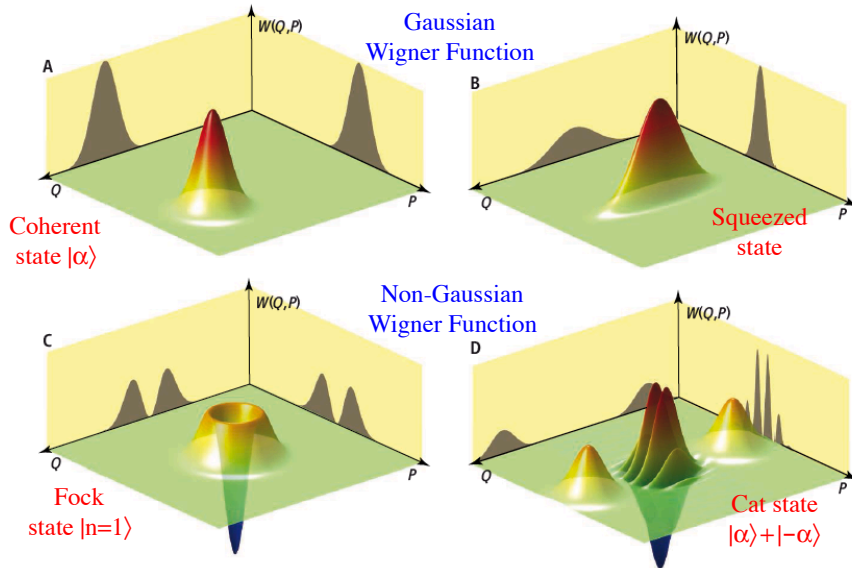 Gaussian
Wigner Function
A
W(Q,P)
Q
P
Coherent
state |α⟩
B
W(Q,P)
Q
P
Squeezed
state
Non-Gaussian
Wigner Function
C
W(Q,P)
Q
P
Fock
state |n=1⟩
D
W(Q,P)
Q
P
Cat state
|α⟩+|-α⟩